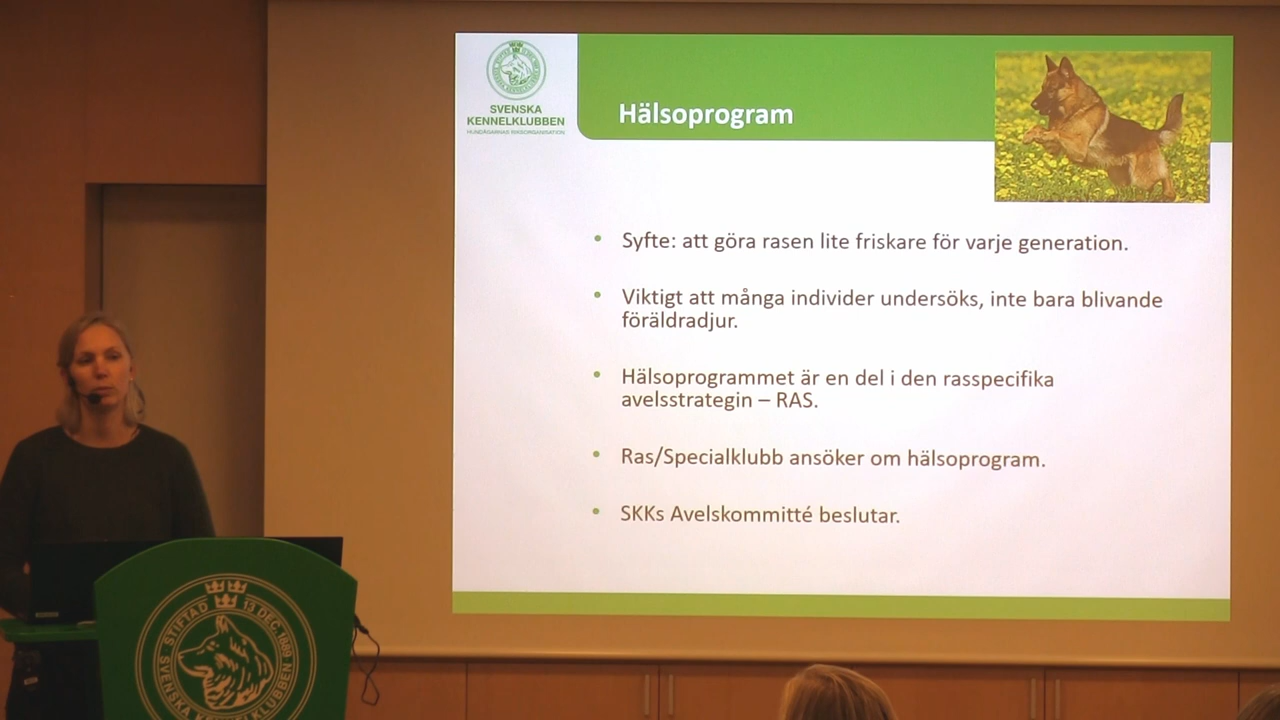 SVENSKA KENNELKLUBBEN
SVENSKA
KENNELKLUBBEN
HUNDÄGARNAS RIKSORGANISATION
Hälsoprogram
Syfte: att göra rasen lite friskare för varje generation.
Viktigt att många individer undersöks, inte bara blivande
föräldradjur.
Hälsoprogrammet är en del i den rasspecifika
avelsstrategin – RAS.
Ras/Specialklubb ansöker om hälsoprogram.
SKKs Avelskommitté beslutar.
STIFTAD 13 DEC. 1889
SVENSKA KENNELKLUBBEN